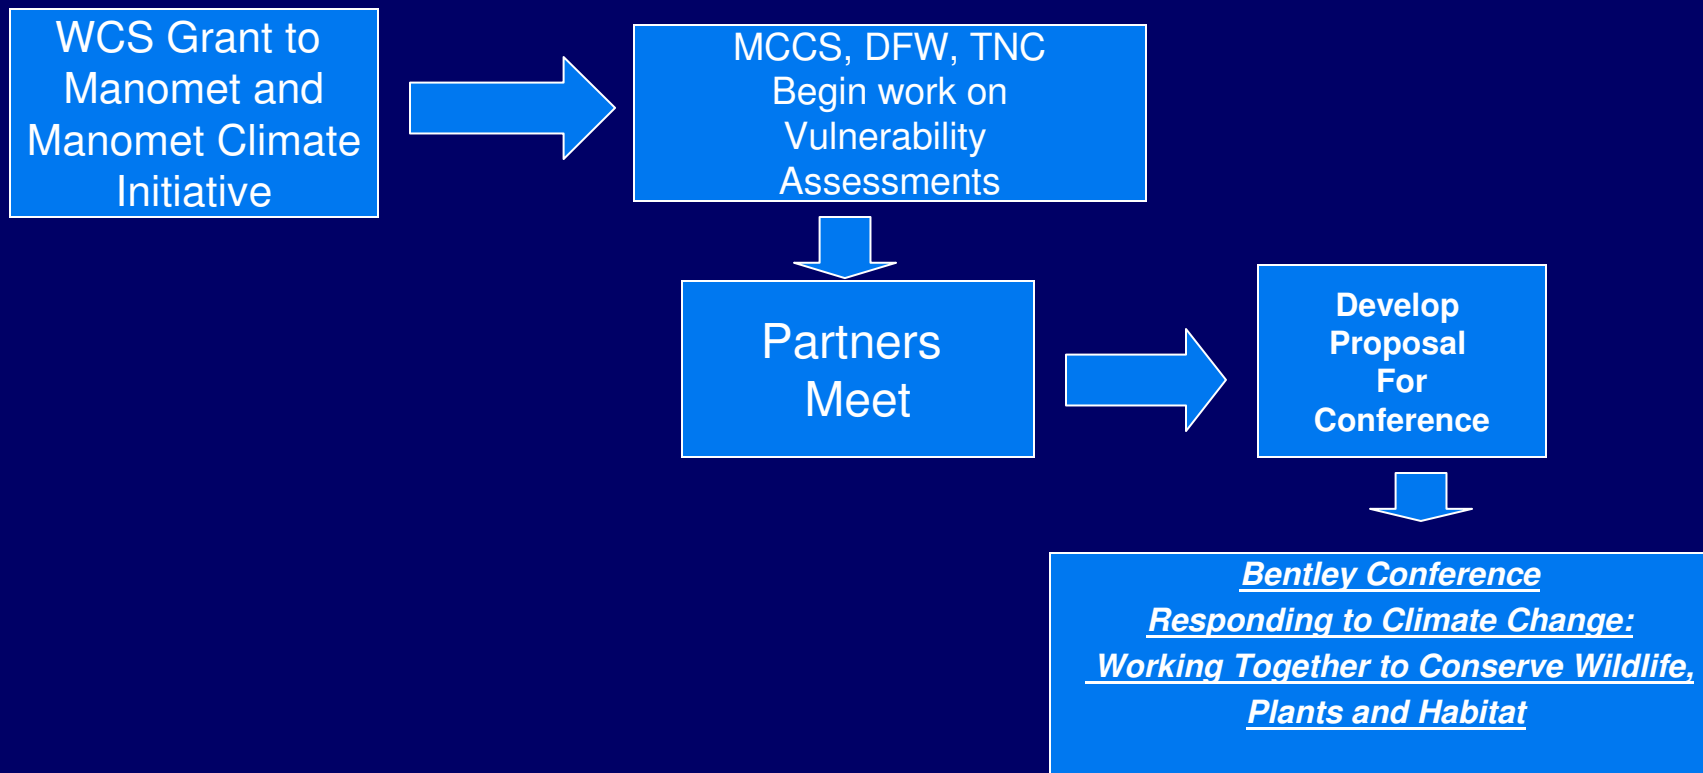 WCS Grant to
Manomet and
Manomet Climate
Initiative
MCCS, DFW, TNC
Begin work on
Vulnerability
Assessments
Partners
Meet
Develop
Proposal
For
Conference
Bentley Conference
Responding to Climate Change:
Working Together to Conserve Wildlife,
Plants and Habitat